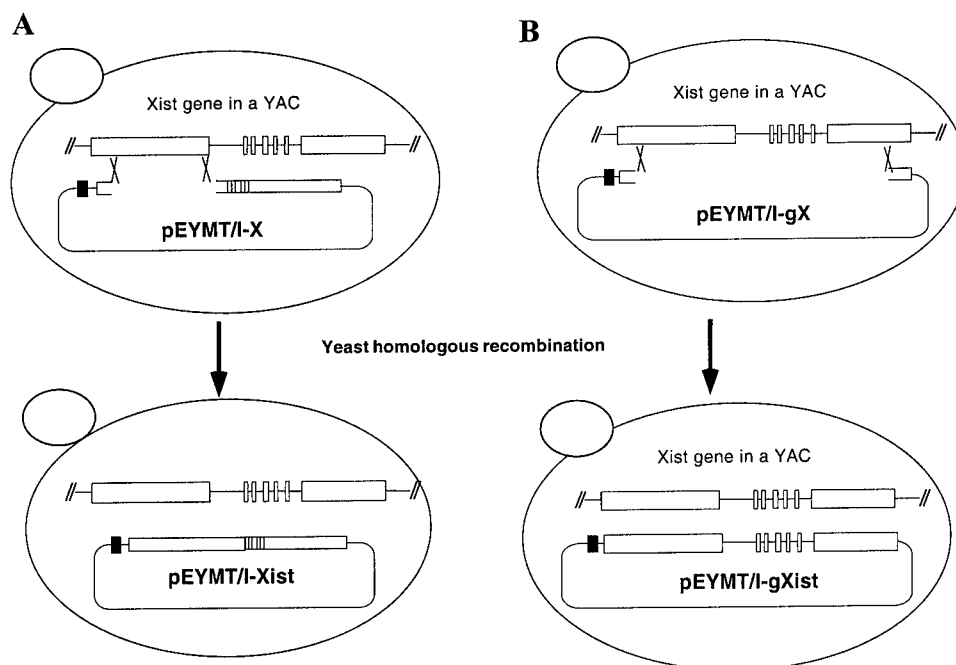 A
B
Xist gene in a YAC
Xist gene in a YAC
pEYMT/I-X
pEYMT/I-gX
Yeast homologous recombination
Xist gene in a YAC
pEYMT/I-Xist
pEYMT/I-gXist